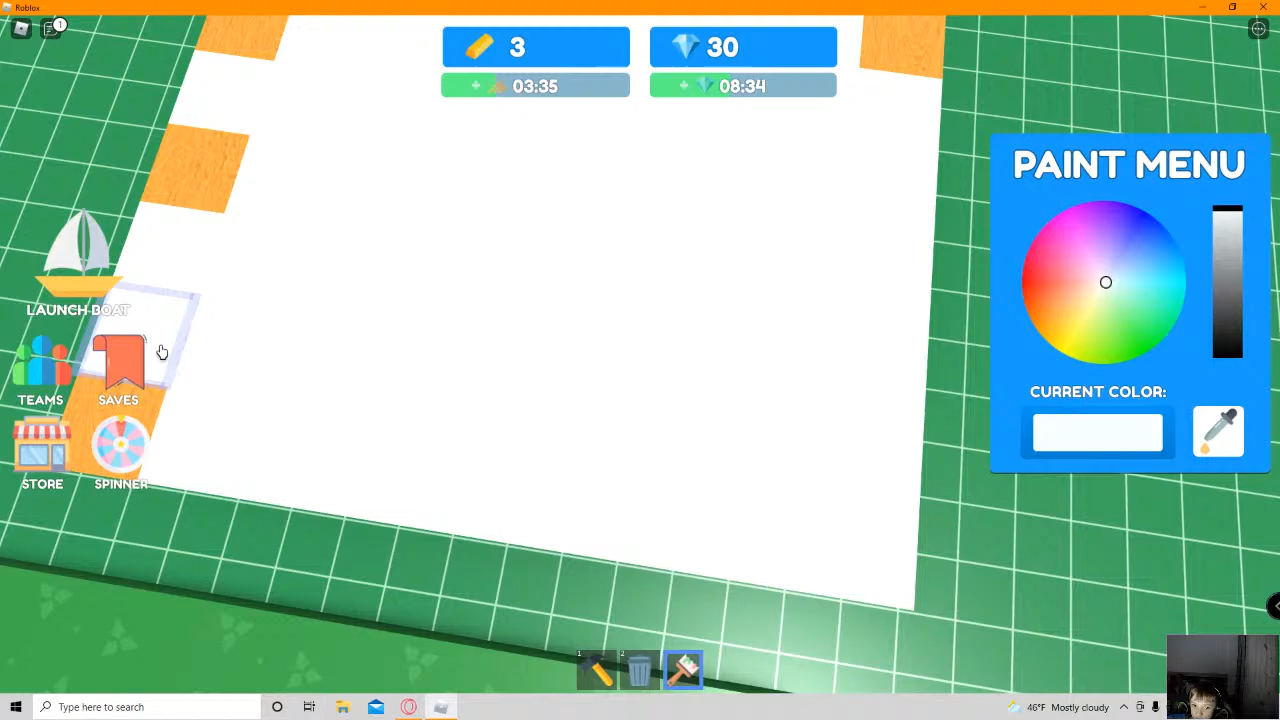 Roblox
1
3
30
03:35
08:34
PAINT MENU
LAUNCH BOAT
TEAMS
SAVES
CURRENT COLOR:
STORE
SPINNER
1
2
Type here to search
46°F Mostly cloudy